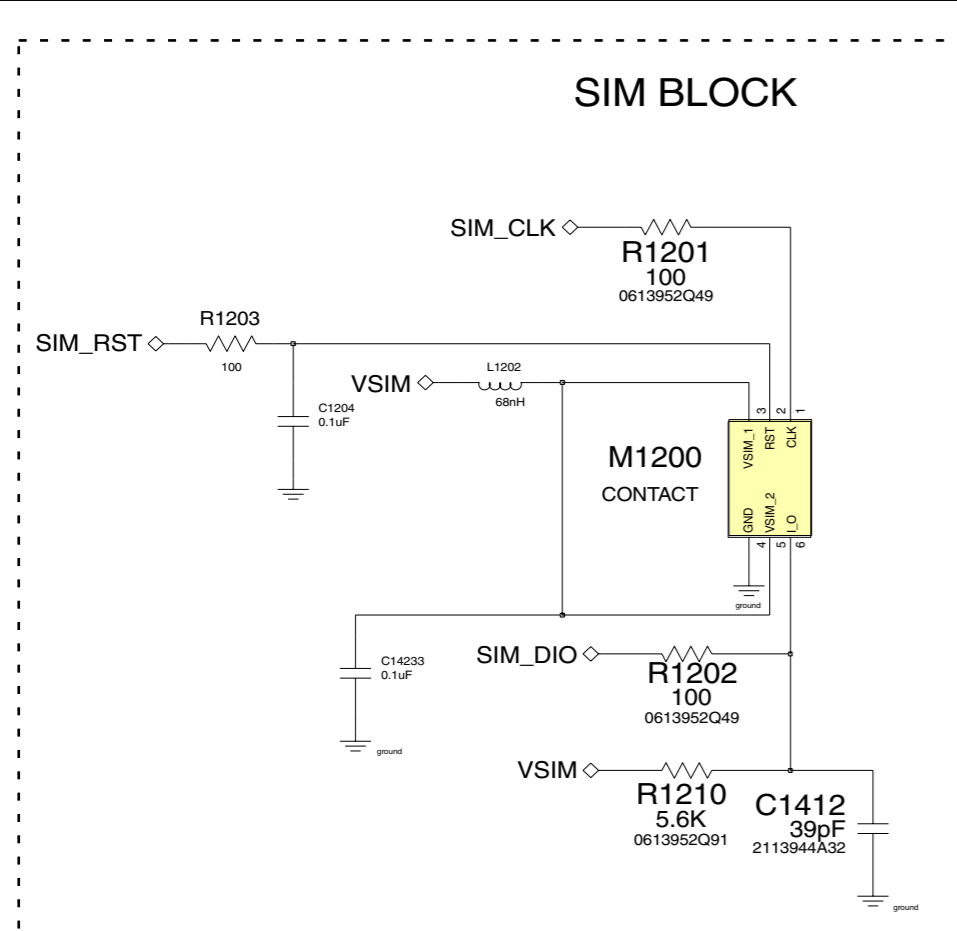 SIM BLOCK
SIM_CLK
R1201
100
0613952Q49
SIM_RST
R1203
100
L1202
VSIM
68nH
C1204
0.1uF
3
2
1
VSIM_1
RST
CLK
M1200
CONTACT
GND
VSIM_2
I_O
4
5
6
ground
SIM_DIO
R1202
100
0613952Q49
C14233
0.1uF
ground
VSIM
R1210
5.6K
0613952Q91
C1412
39pF
2113944A32
ground